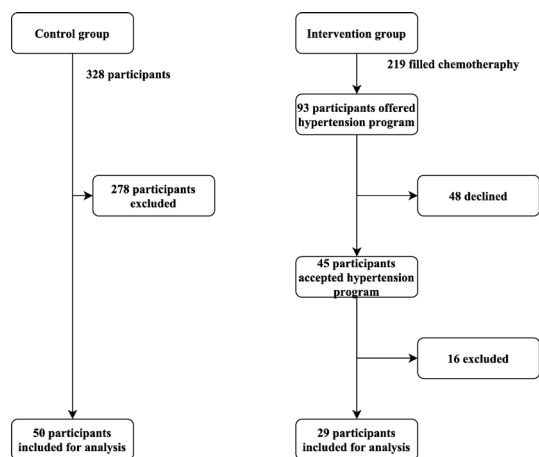 Control group
328 participants
278 participants
excluded
50 participants
included for analysis
Intervention group
219 filled chemotheraphy
93 participants offered
hypertension program
48 declined
45 participants
accepted hypertension
program
16 excluded
29 participants
included for analysis